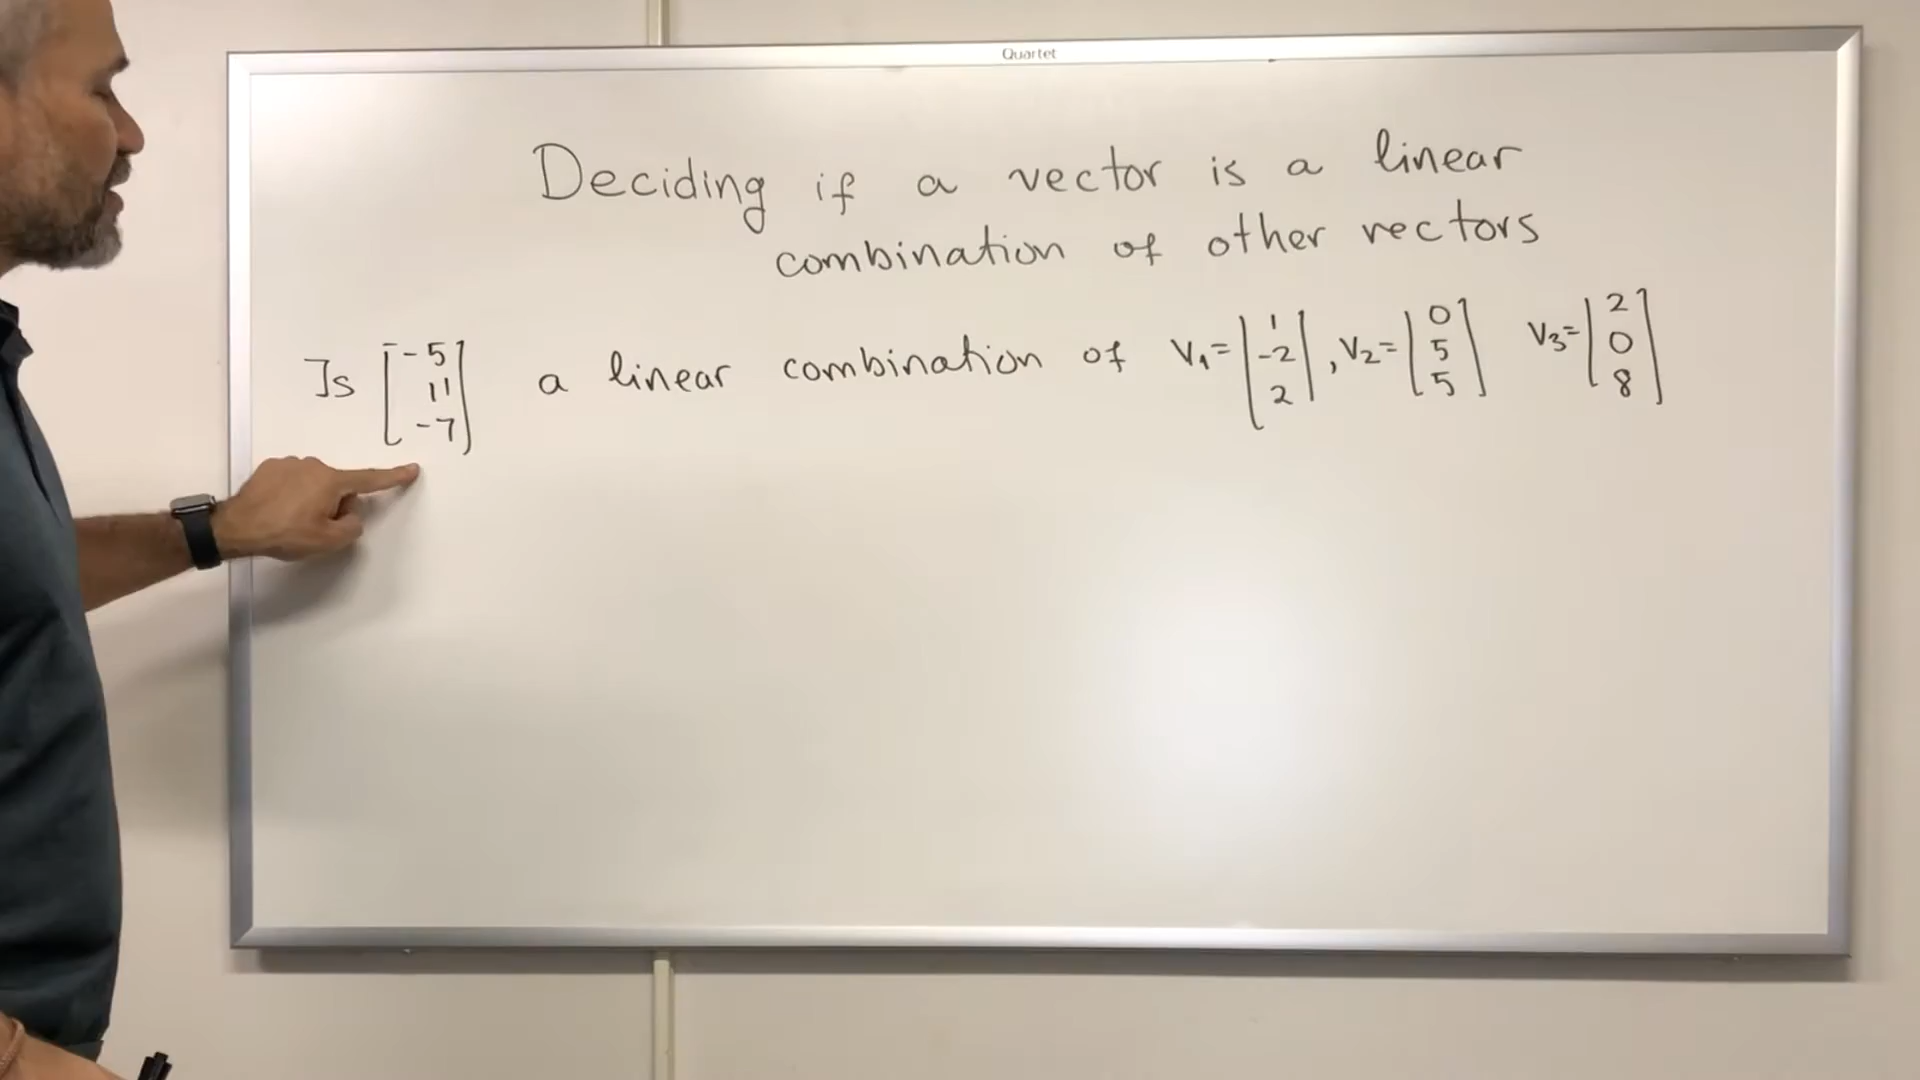 Quartet
Deciding if a vector is a linear
combination of other vectors
Is [-5 11 -7] a linear combination of V1=[1 -2 2], V2=[0 5 5] V3=[2 0 8]